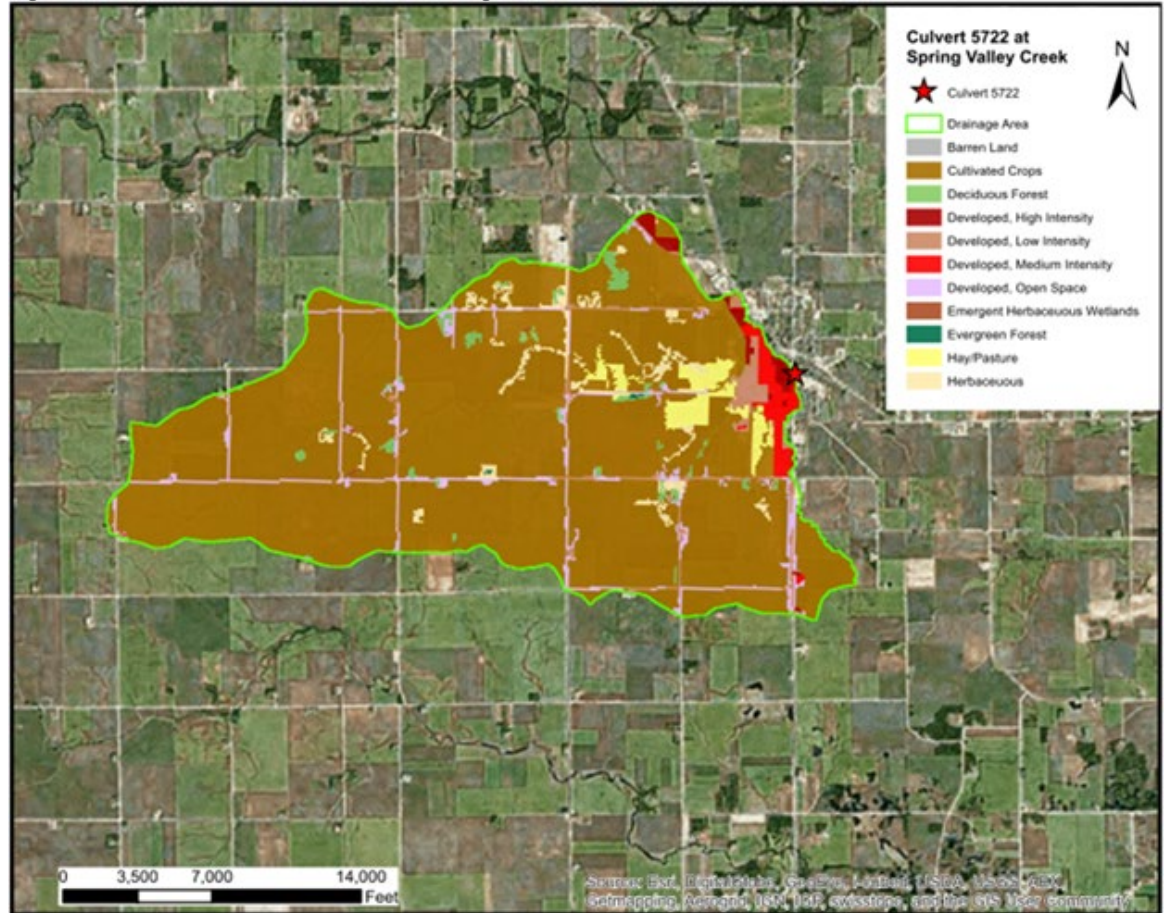 Culvert 5722 at
Spring Valley Creek
N
Culvert 5722
Drainage Area
Barren Land
Cultivated Crops
Deciduous Forest
Developed, High Intensity
Developed, Low Intensity
Developed, Medium Intensity
Developed, Open Space
Emergent Herbaceuous Wetlands
Evergreen Forest
Hay/Pasture
Herbaceuous
0 3,500 7,000 14,000
Feet
Source: Esri, DigitalGlobe, GeoEye, i-cubed, USDA, USGS, AEX,
Getmapping, Aerogrid, IGN, IGP, swisstopo, and the GIS User Community